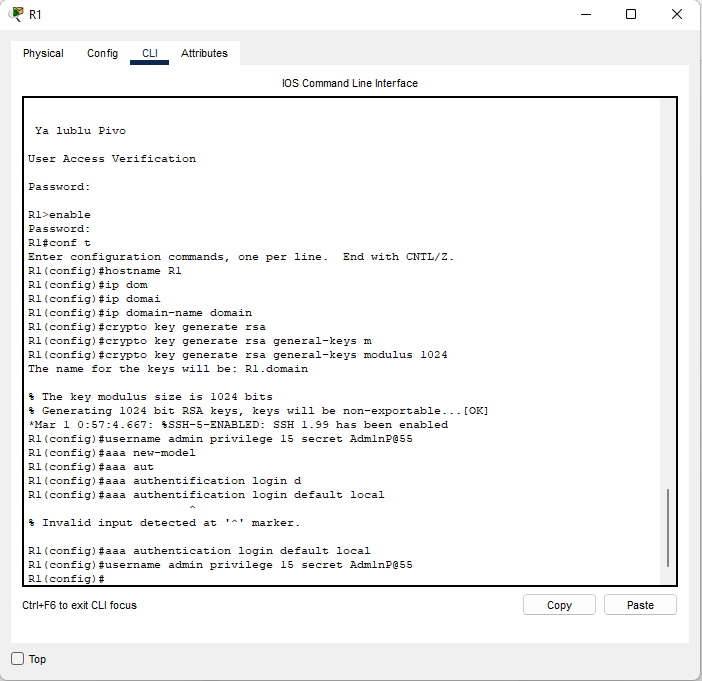 R1
Physical Config CLI Attributes
IOS Command Line Interface
Ya lublu Pivo
User Access Verification
Password:
R1>enable
Password:
R1#conf t
Enter configuration commands, one per line.  End with CNTL/Z.
R1(config)#hostname R1
R1(config)#ip dom
R1(config)#ip domai
R1(config)#ip domain-name domain
R1(config)#crypto key generate rsa
R1(config)#crypto key generate rsa general-keys m
R1(config)#crypto key generate rsa general-keys modulus 1024
The name for the keys will be: R1.domain
% The key modulus size is 1024 bits
% Generating 1024 bit RSA keys, keys will be non-exportable...[OK]
*Mar 1 0:57:4.667: %SSH-5-ENABLED: SSH 1.99 has been enabled
R1(config)#username admin privilege 15 secret Adm1nP@55
R1(config)#aaa new-model
R1(config)#aaa aut
R1(config)#aaa authentification login d
R1(config)#aaa authentification login default local
^
% Invalid input detected at '^' marker.
R1(config)#aaa authentication login default local
R1(config)#username admin privilege 15 secret Adm1nP@55
R1(config)#
Ctrl+F6 to exit CLI focus
Copy Paste
Top